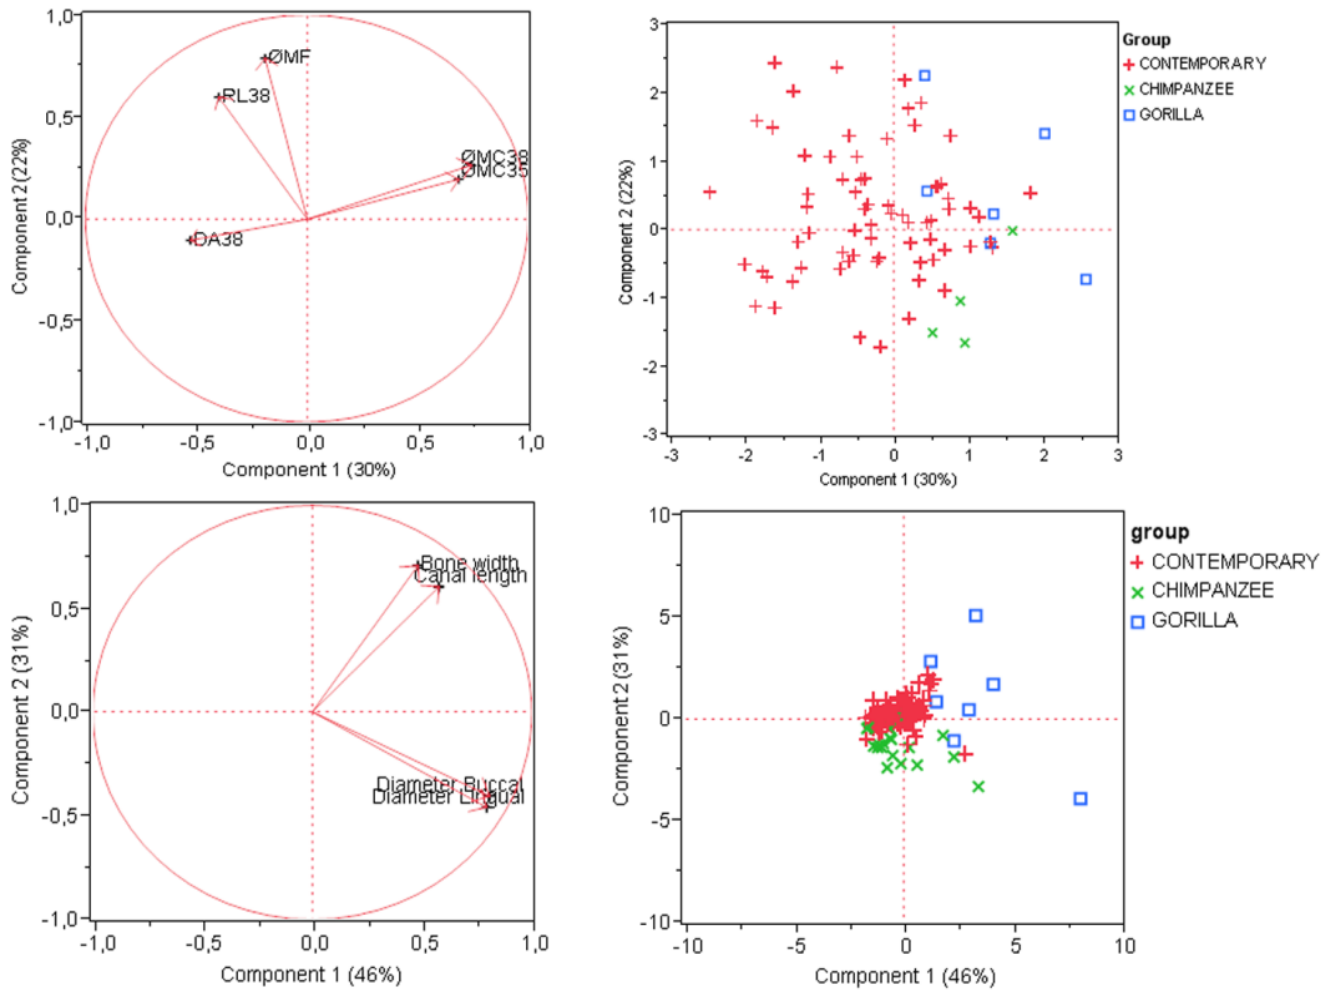 1,0
0,5
0,0
-0,5
-1,0
Component 2 (22%)
ØMF
RL38
ØMC38
ØMC35
DA38
-1,0 -0,5 0,0 0,5 1,0
Component 1 (30%)
3
2
1
0
-1
-2
-3
Component 2 (22%)
-3 -2 -1 0 1 2 3
Component 1 (30%)
Group
CONTEMPORARY
CHIMPANZEE
GORILLA
1,0
0,5
0,0
-0,5
-1,0
Component 2 (31%)
Bone width
Canal length
Diameter Buccal
Diameter Lingual
-1,0 -0,5 0,0 0,5 1,0
Component 1 (46%)
10
5
0
-5
-10
Component 2 (31%)
-10 -5 0 5 10
Component 1 (46%)
group
CONTEMPORARY
CHIMPANZEE
GORILLA